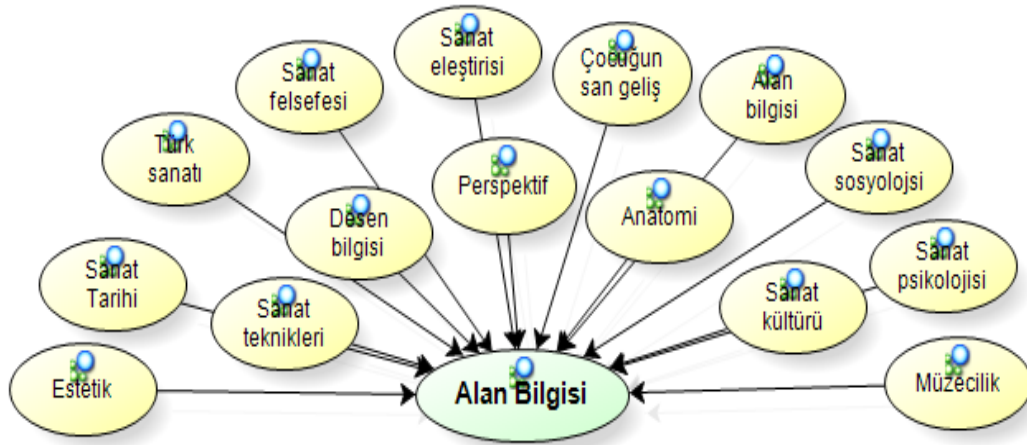 Sanat
eleştirisi
Çocuğun
san geliş
Sanat
felsefesi
Alan
bilgisi
Türk
sanatı
Perspektif
Sanat
sosyolojsi
Desen
bilgisi
Anatomi
Sanat
Tarihi
Sanat
psikolojisi
Sanat
teknikleri
Sanat
kültürü
Estetik
Alan Bilgisi
Müzecilik